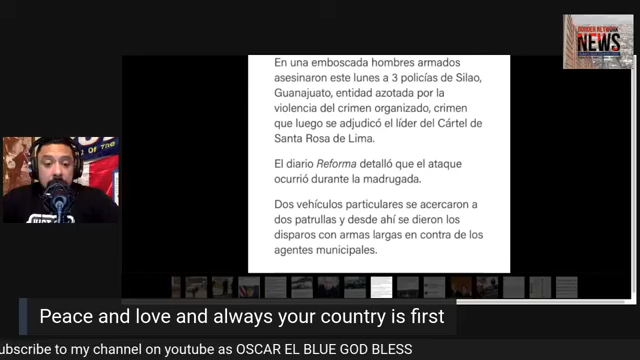 BORDER NETWORK
NEWS
En una emboscada hombres armados
asesinaron este lunes a 3 policías de Silao,
Guanajuato, entidad azotada por la
violencia del crimen organizado, crimen
que luego se adjudicó el líder del Cártel de
Santa Rosa de Lima.
El diario Reforma detalló que el ataque
ocurrió durante la madrugada.
Dos vehículos particulares se acercaron a
dos patrullas y desde ahí se dieron los
disparos con armas largas en contra de los
agentes municipales.
Peace and love and always your country is first
ubscribe to my channel on youtube as OSCAR EL BLUE GOD BLESS